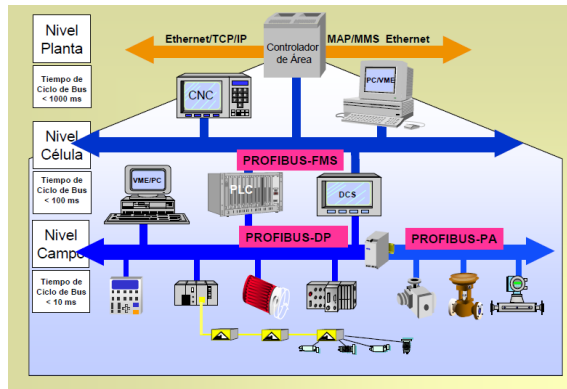 Nivel
Planta
Ethernet/TCP/IP
MAP/MMS Ethernet
Controlador
de Área
Tiempo de
Ciclo de Bus
< 1000 ms
CNC
PC/VME
Nivel
Célula
PROFIBUS-FMS
Tiempo de
Ciclo de Bus
< 100 ms
VME/PC
PLC
DCS
Nivel
Campo
PROFIBUS-DP
PROFIBUS-PA
Tiempo de
Ciclo de Bus
< 10 ms